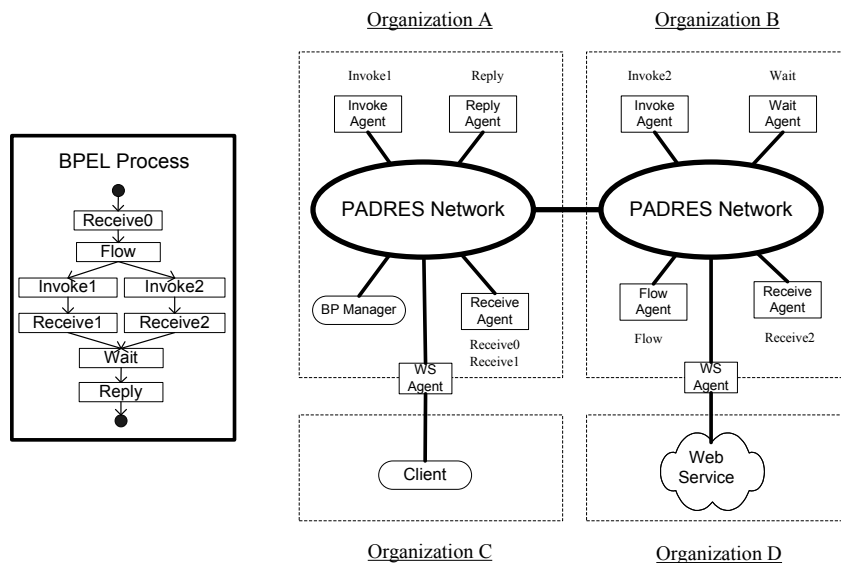 Organization A
Organization B
Invoke1
Reply
Invoke2
Wait
Invoke
Agent
Reply
Agent
Invoke
Agent
Wait
Agent
BPEL Process
Receive0
Flow
Invoke1
Invoke2
Receive1
Receive2
Wait
Reply
PADRES Network
PADRES Network
BP Manager
Receive
Agent
Receive0
Receive1
Flow
Agent
Flow
Receive
Agent
Receive2
WS
Agent
WS
Agent
Client
Web
Service
Organization C
Organization D